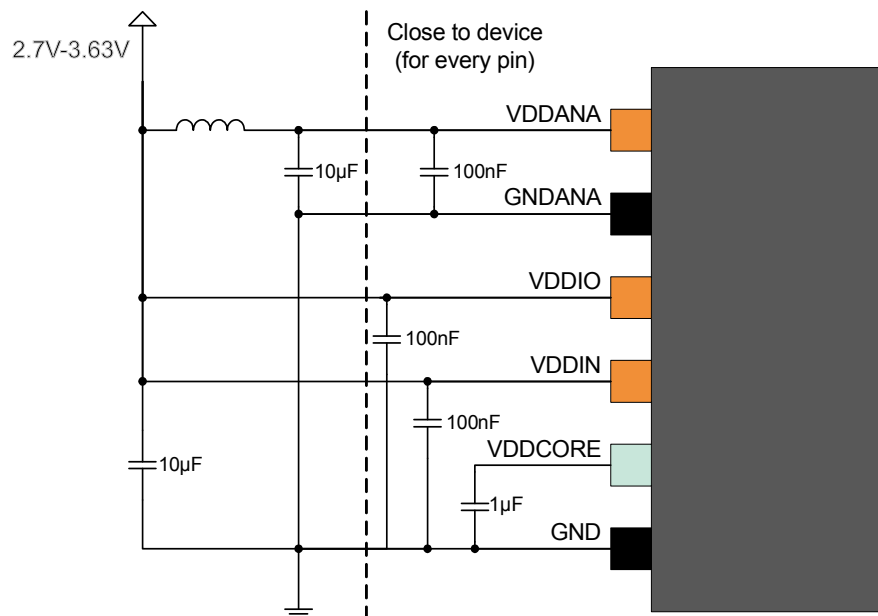 Close to device
(for every pin)
2.7V-3.63V
VDDANA
10µF
100nF
GNDANA
VDDIO
100nF
VDDIN
100nF
VDDCORE
10µF
1µF
GND